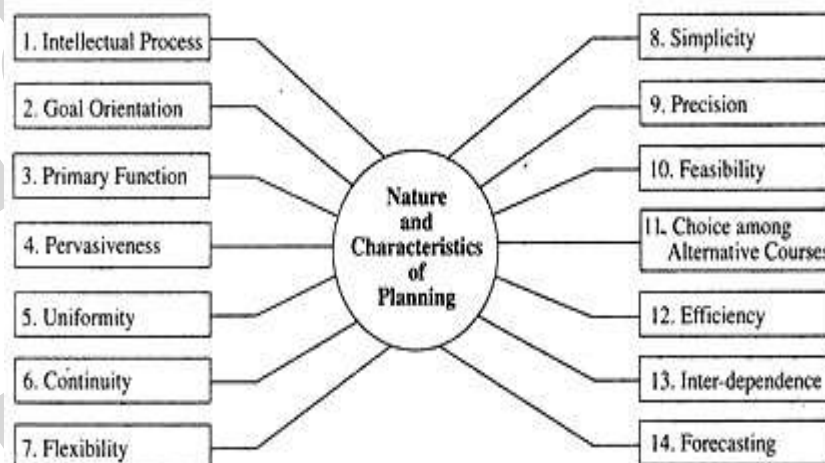 1. Intellectual Process
2. Goal Orientation
3. Primary Function
4. Pervasiveness
5. Uniformity
6. Continuity
7. Flexibility
Nature
and
Characteristics
of
Planning
8. Simplicity
9. Precision
10. Feasibility
11. Choice among
Alternative Courses
12. Efficiency
13. Inter-dependence
14. Forecasting